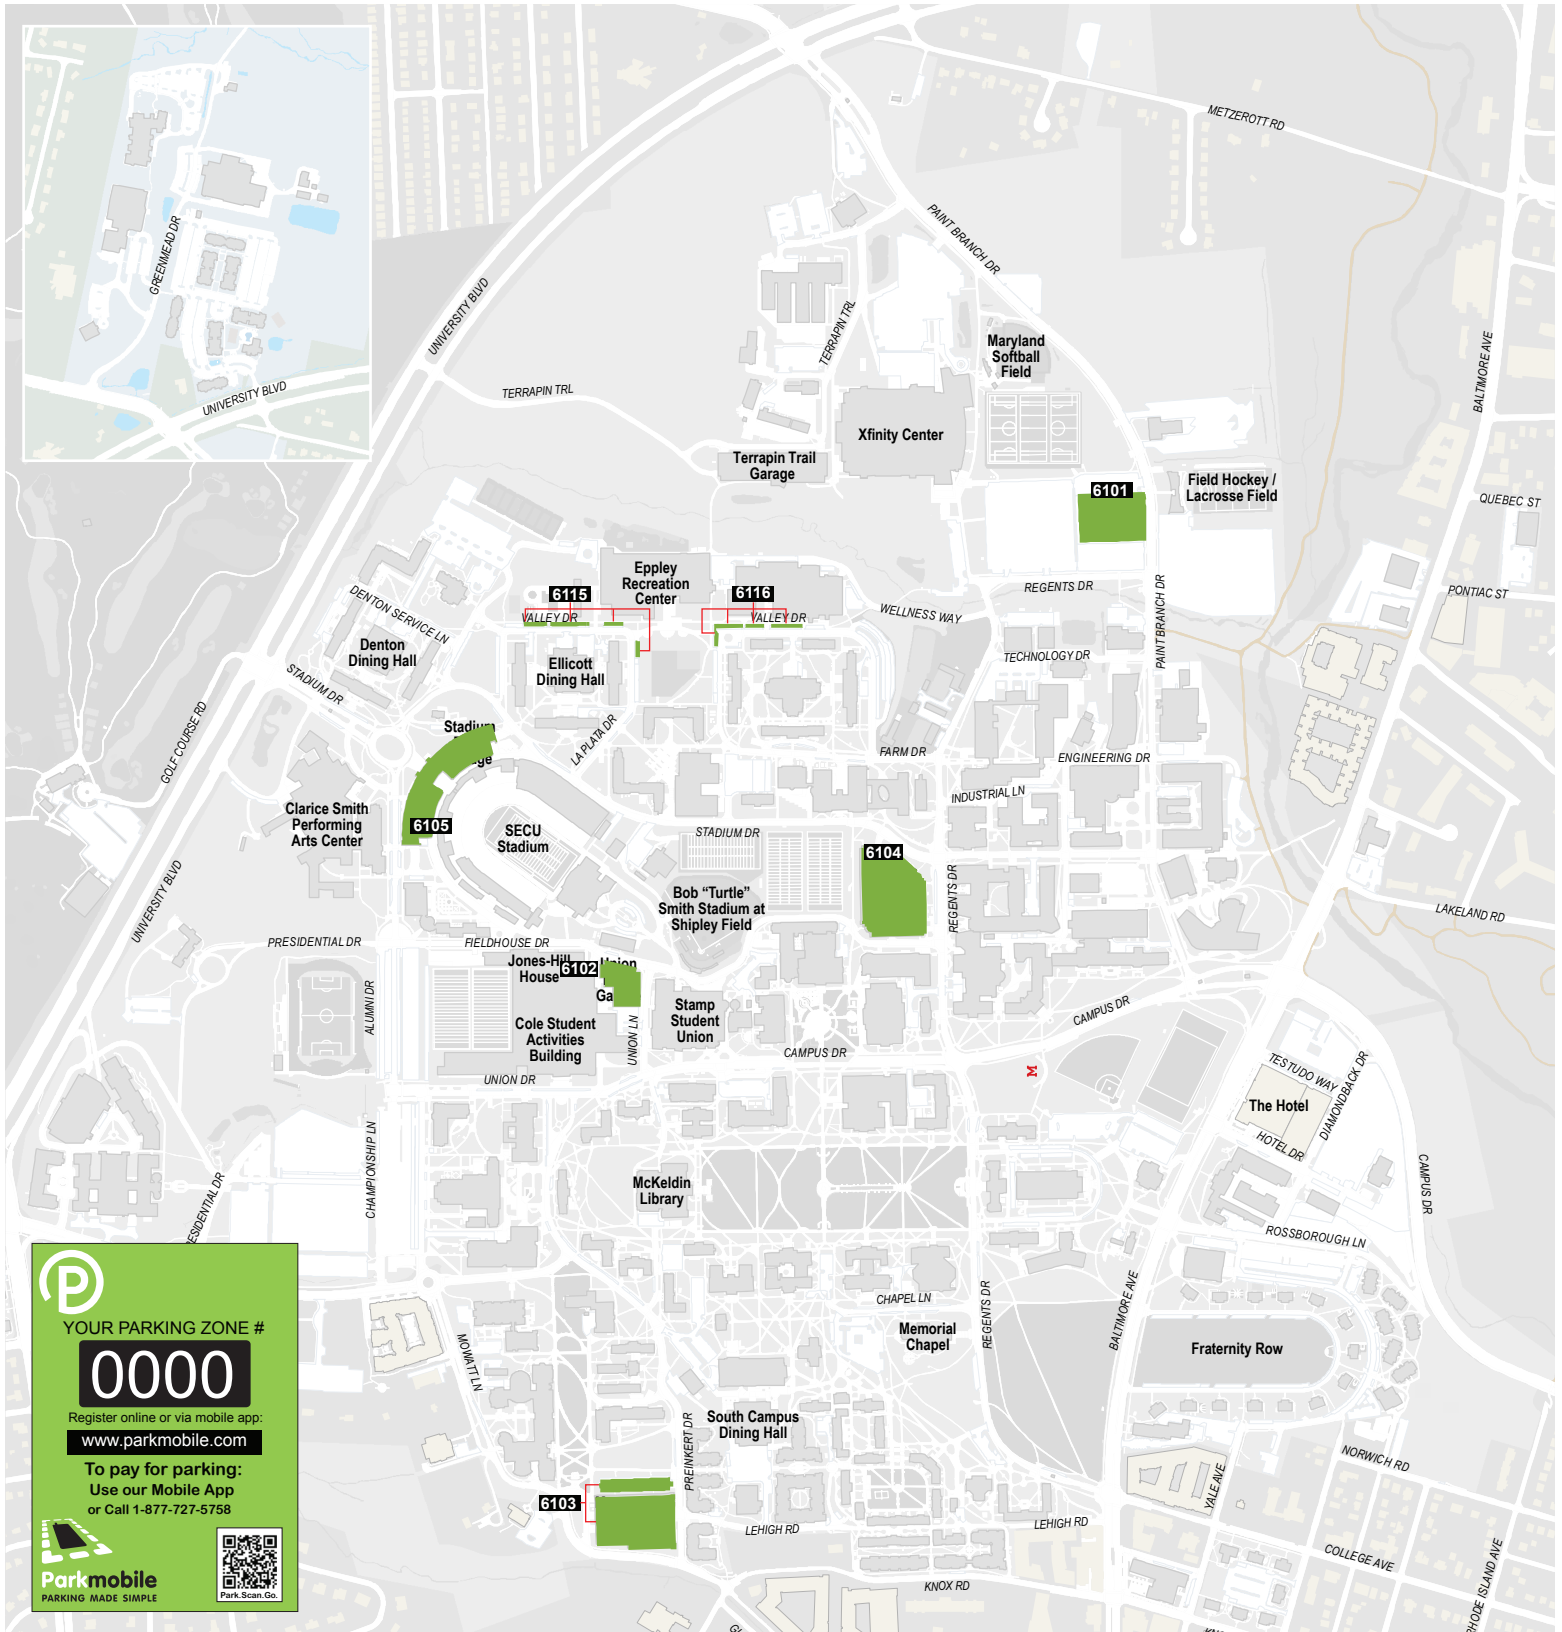 METZEROTT RD
PAINT BRANCH DR
GREENMEAD DR
UNIVERSITY BLVD
UNIVERSITY BLVD
TERRAPIN TRL
TERRAPIN TRL
Maryland
Softball
Field
BALTIMORE AVE
Xfinity Center
Terrapin Trail
Garage
Field Hockey /
Lacrosse Field
6101
QUEBEC ST
PONTIAC ST
REGENTS DR
Eppley
Recreation
Center
6115
6116
VALLEY DR
VALLEY DR
WELLNESS WAY
DENTON SERVICE LN
Denton
Dining Hall
Ellicott
Dining Hall
TECHNOLOGY DR
PAINT BRANCH DR
STADIUM DR
GOLF COURSE RD
Stadium
LA PLATA DR
FARM DR
ENGINEERING DR
INDUSTRIAL LN
Clarice Smith
Performing
Arts Center
6105
SECU
Stadium
STADIUM DR
6104
REGENTS DR
Bob “Turtle”
Smith Stadium at
Shipley Field
LAKELAND RD
UNIVERSITY BLVD
PRESIDENTIAL DR
FIELDHOUSE DR
Jones-Hill
House
6102
Union
Ga
ALUMNI DR
Stamp
Student
Union
Cole Student
Activities
Building
UNION LN
CAMPUS DR
CAMPUS DR
M
UNION DR
TESTUDO WAY
DIAMONDBACK DR
The Hotel
HOTEL DR
CHAMPIONSHIP LN
McKeldin
Library
CAMPUS DR
RESIDENTIAL DR
ROSSBOROUGH LN
REGENTS DR
CHAPEL LN
Memorial
Chapel
BALTIMORE AVE
Fraternity Row
MOWATT LN
South Campus
Dining Hall
PREINKERT DR
NORWICH RD
YALE AVE
6103
LEHIGH RD
LEHIGH RD
COLLEGE AVE
KNOX RD
RHODE ISLAND AVE
P
YOUR PARKING ZONE #
0000
Register online or via mobile app:
www.parkmobile.com
To pay for parking:
Use our Mobile App
or Call 1-877-727-5758
Parkmobile
PARKING MADE SIMPLE
Park.Scan.Go.